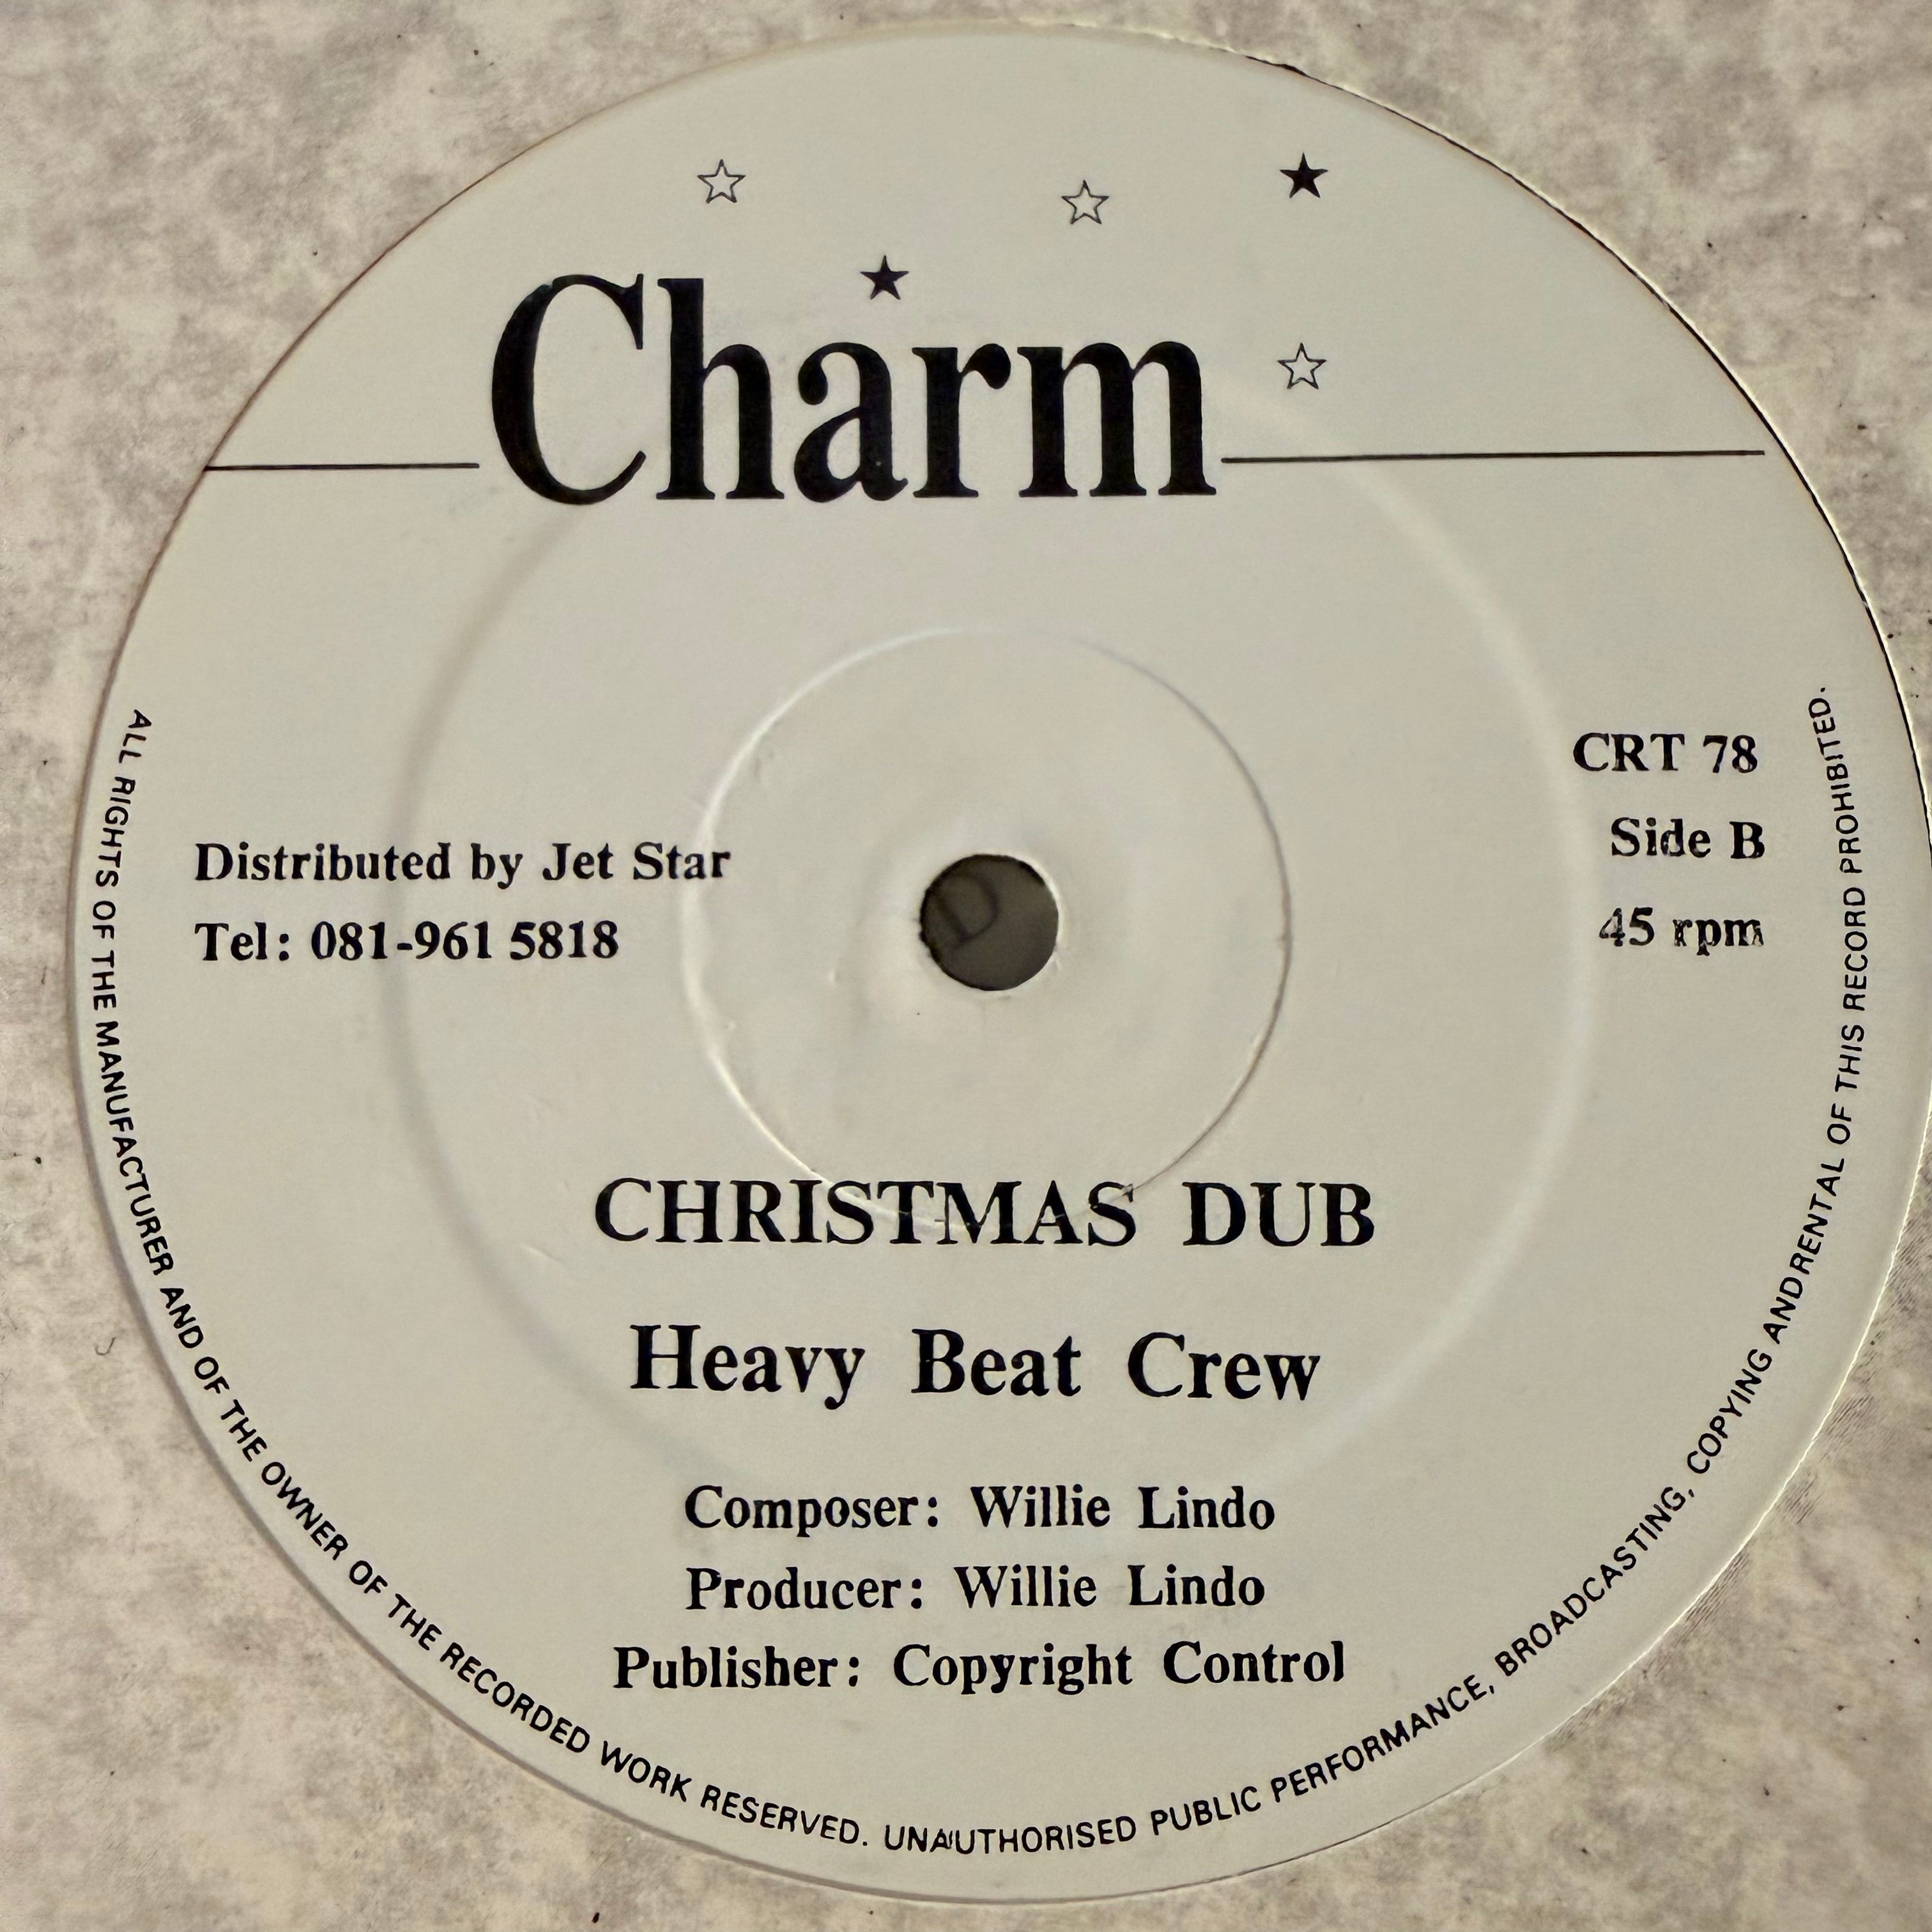 Charm
CRT 78
Side B
45 rpm
Distributed by Jet Star
Tel: 081-961 5818
CHRISTMAS DUB
Heavy Beat Crew
Composer: Willie Lindo
Producer: Willie Lindo
Publisher: Copyright Control
ALL RIGHTS OF THE MANUFACTURER AND OF THE OWNER OF THE RECORDED WORK RESERVED. UNAUTHORISED PUBLIC PERFORMANCE, BROADCASTING, COPYING ANDRENTAL OF THIS RECORD PROHIBITED.